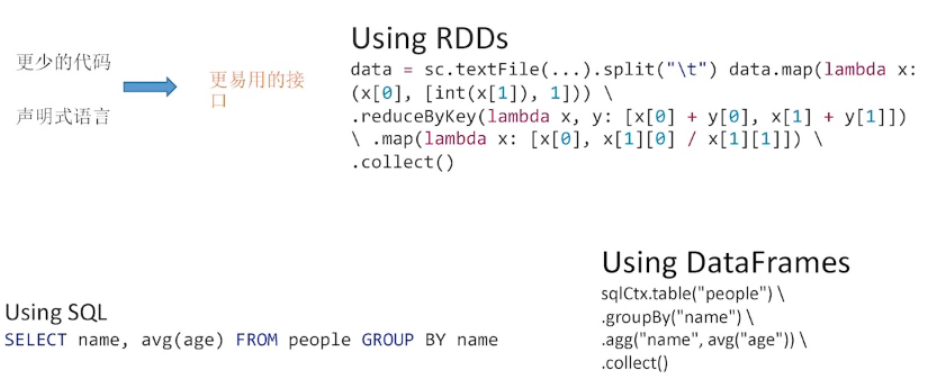 更少的代码
声明式语言
更易用的接
口
Using RDDs
data = sc.textFile(...).split("\t") data.map(lambda x:
(x[0], [int(x[1]), 1])) \
.reduceByKey(lambda x, y: [x[0] + y[0], x[1] + y[1]])
\ .map(lambda x: [x[0], x[1][0] / x[1][1]]) \
.collect()
Using SQL
SELECT name, avg(age) FROM people GROUP BY name
Using DataFrames
sqlCtx.table("people") \
.groupBy("name") \
.agg("name", avg("age")) \
.collect()